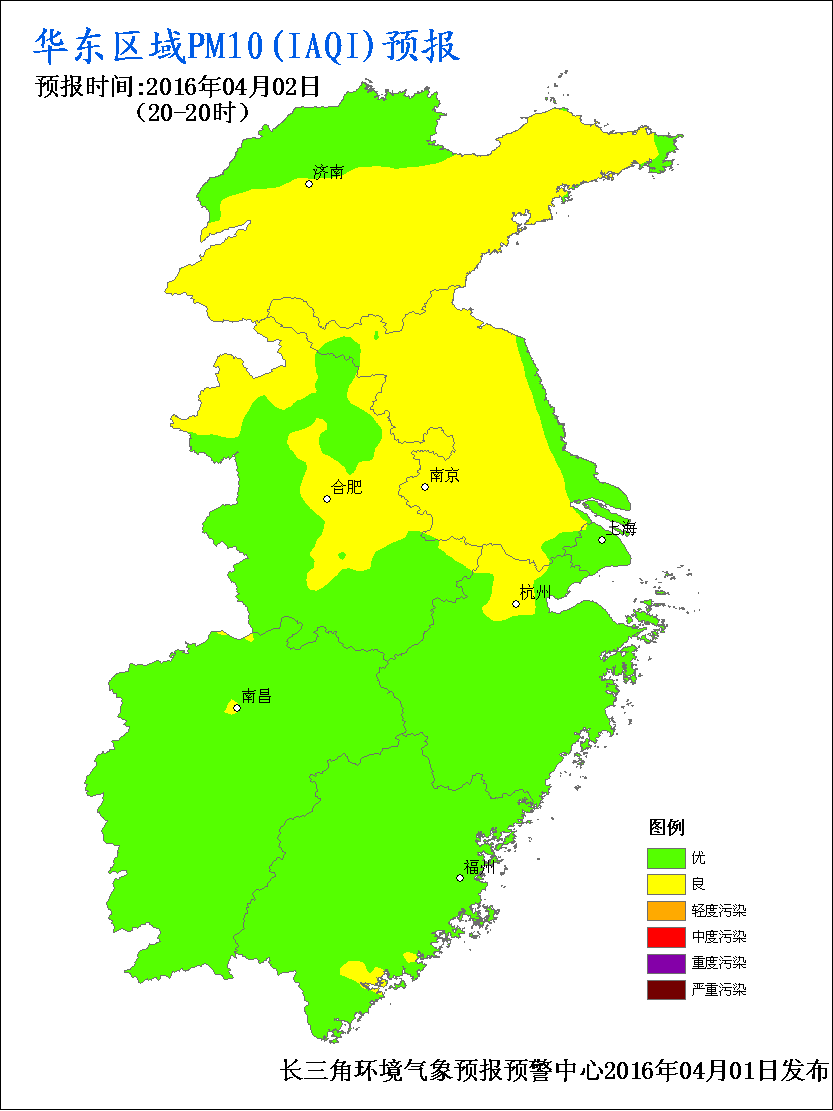 华东区域PM10(IAQI)预报
预报时间:2016年04月02日
(20-20时)
济南
南京
合肥
上海
杭州
南昌
福州
图例
优
良
轻度污染
中度污染
重度污染
严重污染
长三角环境气象预报预警中心2016年04月01日发布